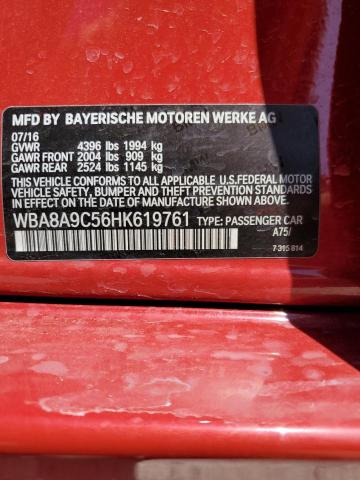 MFD BY BAYERISCHE MOTOREN WERKE AG
07/16
GVWR 4396 lbs 1994 kg
GAWR FRONT 2004 lbs 909 kg
GAWR REAR 2524 lbs 1145 kg
THIS VEHICLE CONFORMS TO ALL APPLICABLE
U.S.FEDERAL MOTOR VEHICLE
SAFETY, BUMPER AND THEFT PREVENTION
STANDARDS IN EFFECT ON THE DATE OF
MANUFACTURE SHOWN ABOVE.
WBA8A9C56HK619761 TYPE: PASSENGER CAR
A75/
7 315 814